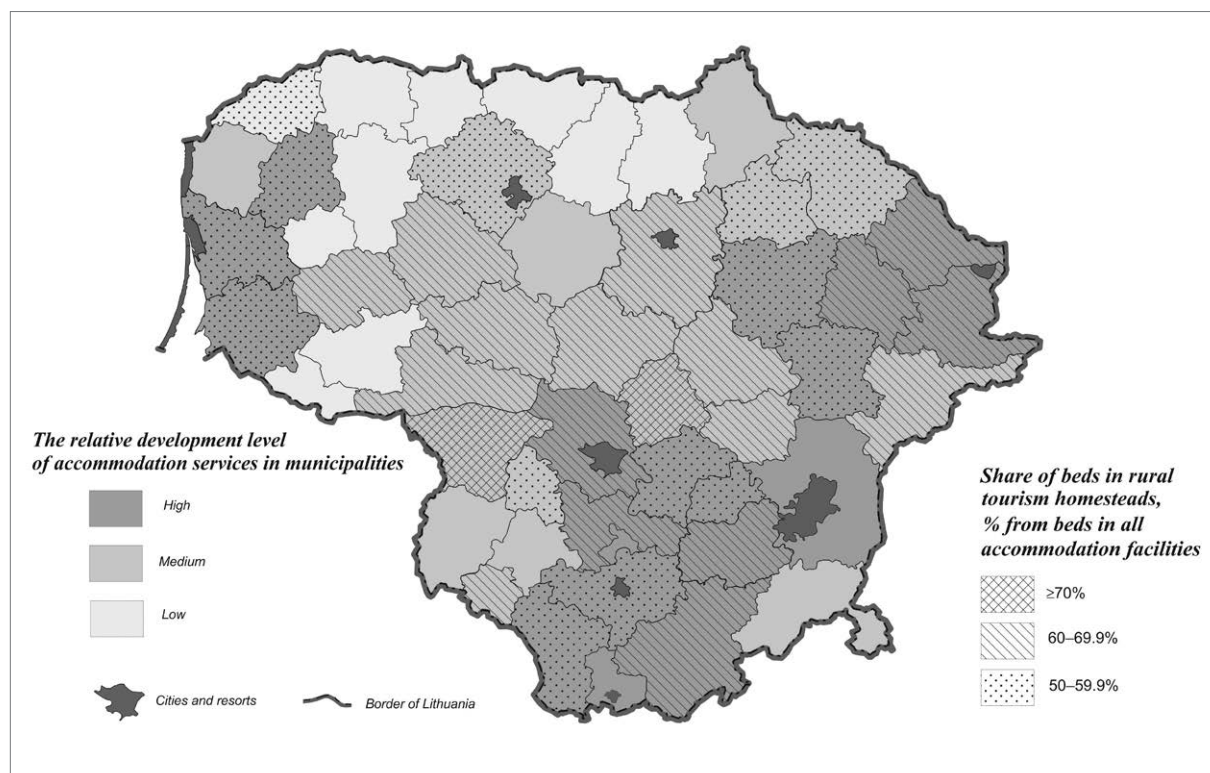 The relative development level
of accommodation services in municipalities
High
Medium
Low
Cities and resorts
Border of Lithuania
Share of beds in rural
tourism homesteads,
% from beds in all
accommodation facilities
≥70%
60–69.9%
50–59.9%